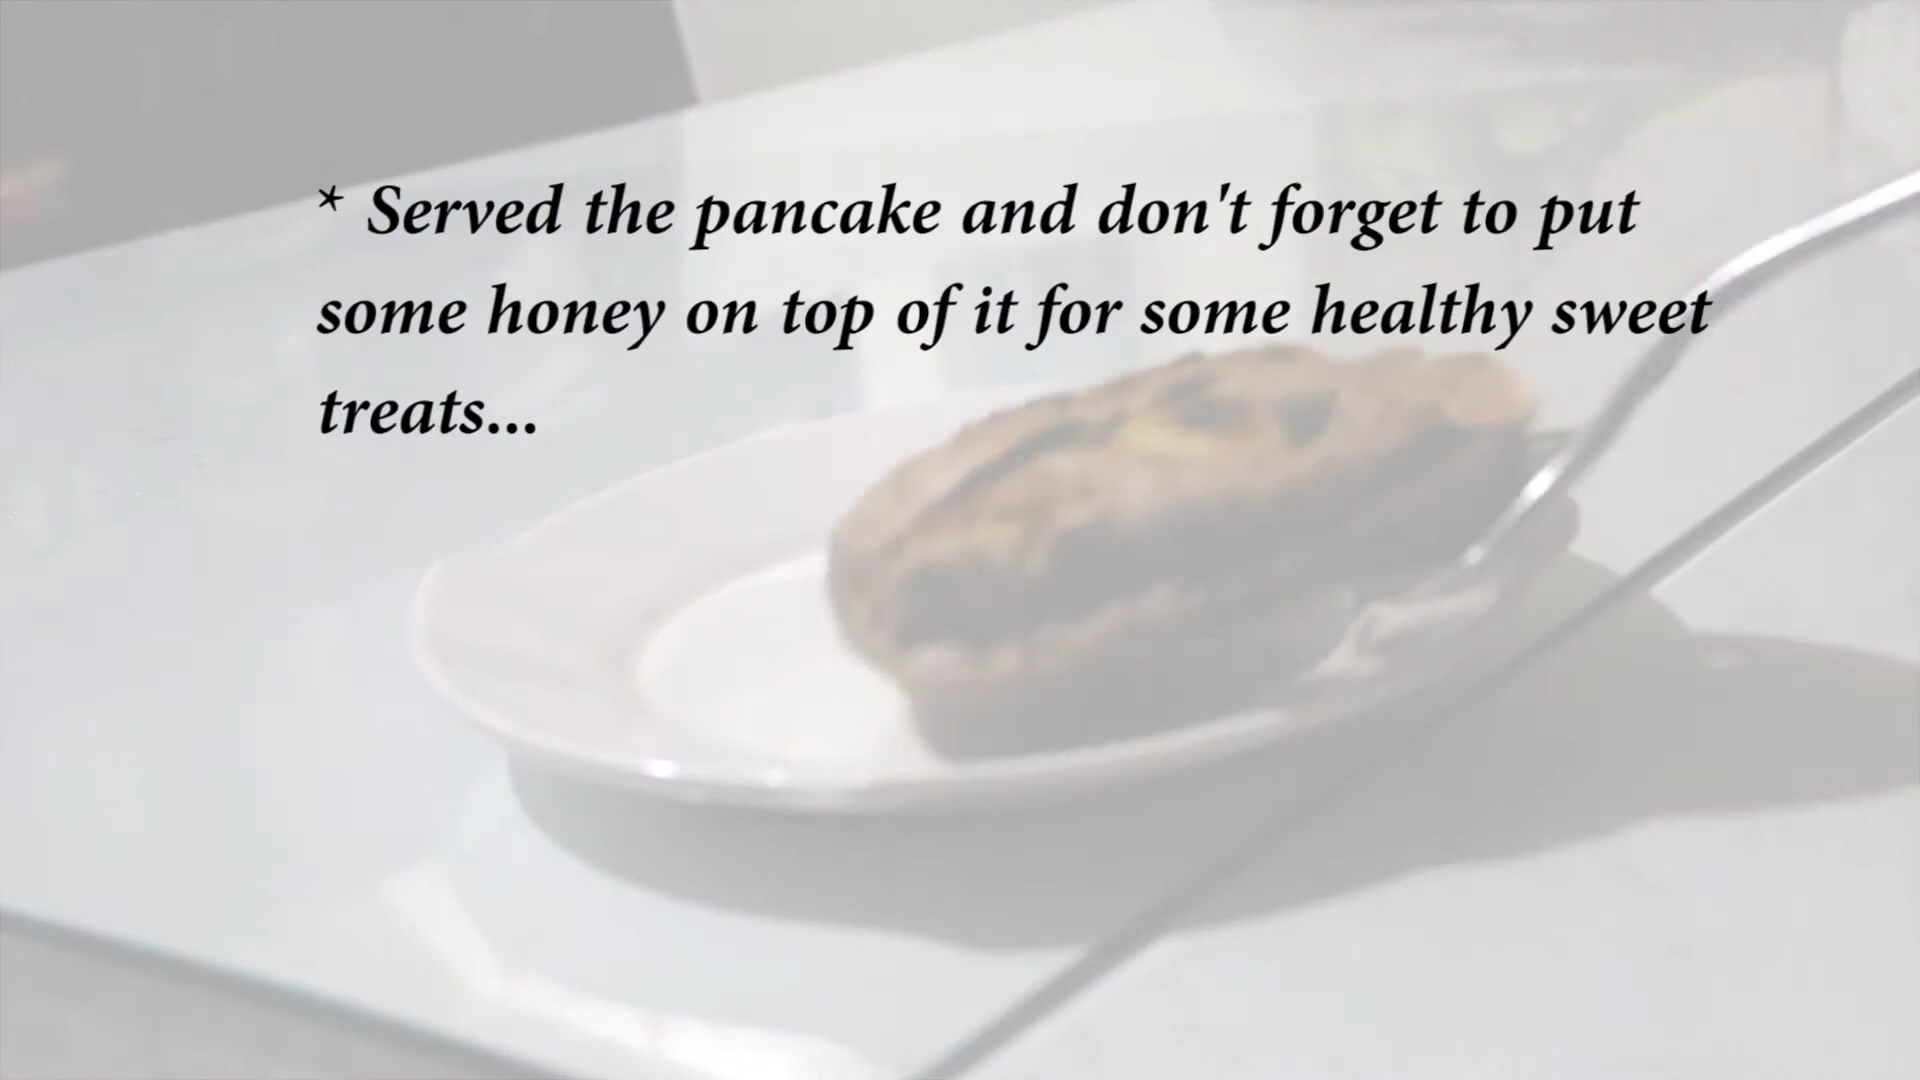 * Served the pancake and don't forget to put
some honey on top of it for some healthy sweet
treats...